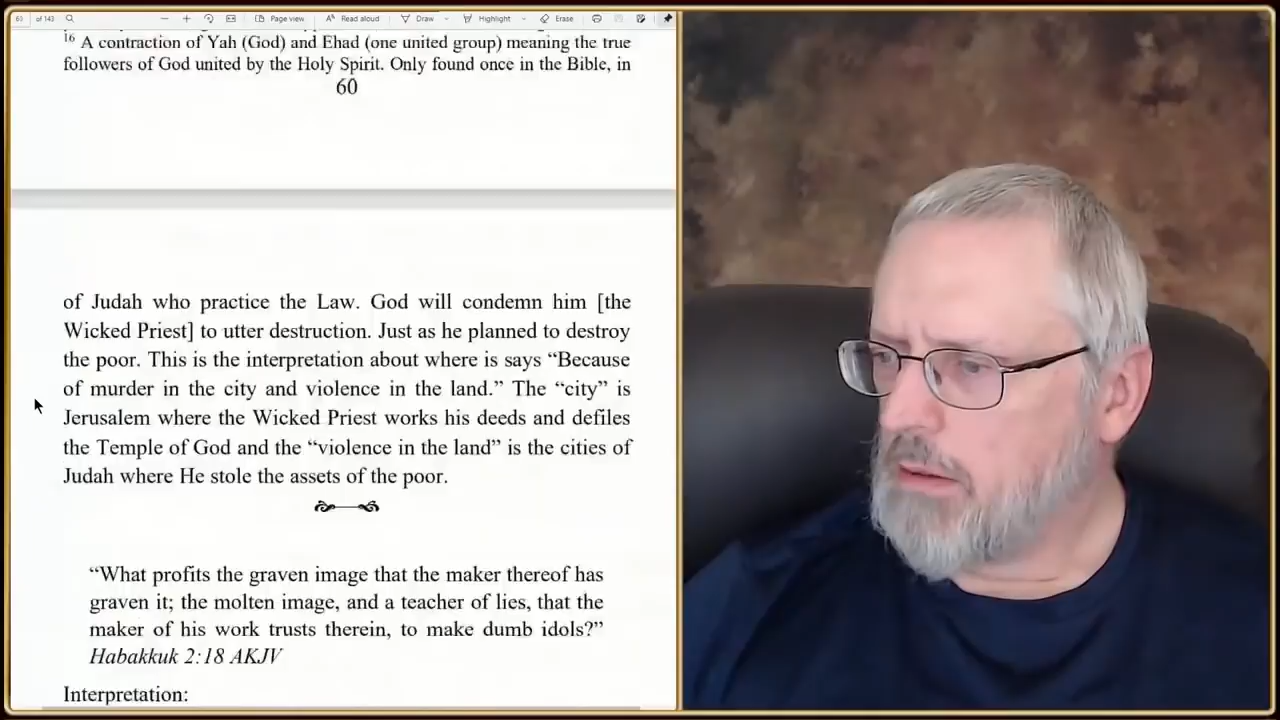 63 of 143 Page view Read aloud Draw Highlight Erase
16 A contraction of Yah (God) and Ehad (one united group) meaning the true
followers of God united by the Holy Spirit. Only found once in the Bible, in
60
of Judah who practice the Law. God will condemn him [the
Wicked Priest] to utter destruction. Just as he planned to destroy
the poor. This is the interpretation about where is says “Because
of murder in the city and violence in the land.” The “city” is
Jerusalem where the Wicked Priest works his deeds and defiles
the Temple of God and the “violence in the land” is the cities of
Judah where He stole the assets of the poor.
“What profits the graven image that the maker thereof has
graven it; the molten image, and a teacher of lies, that the
maker of his work trusts therein, to make dumb idols?”
Habakkuk 2:18 AKJV
Interpretation: